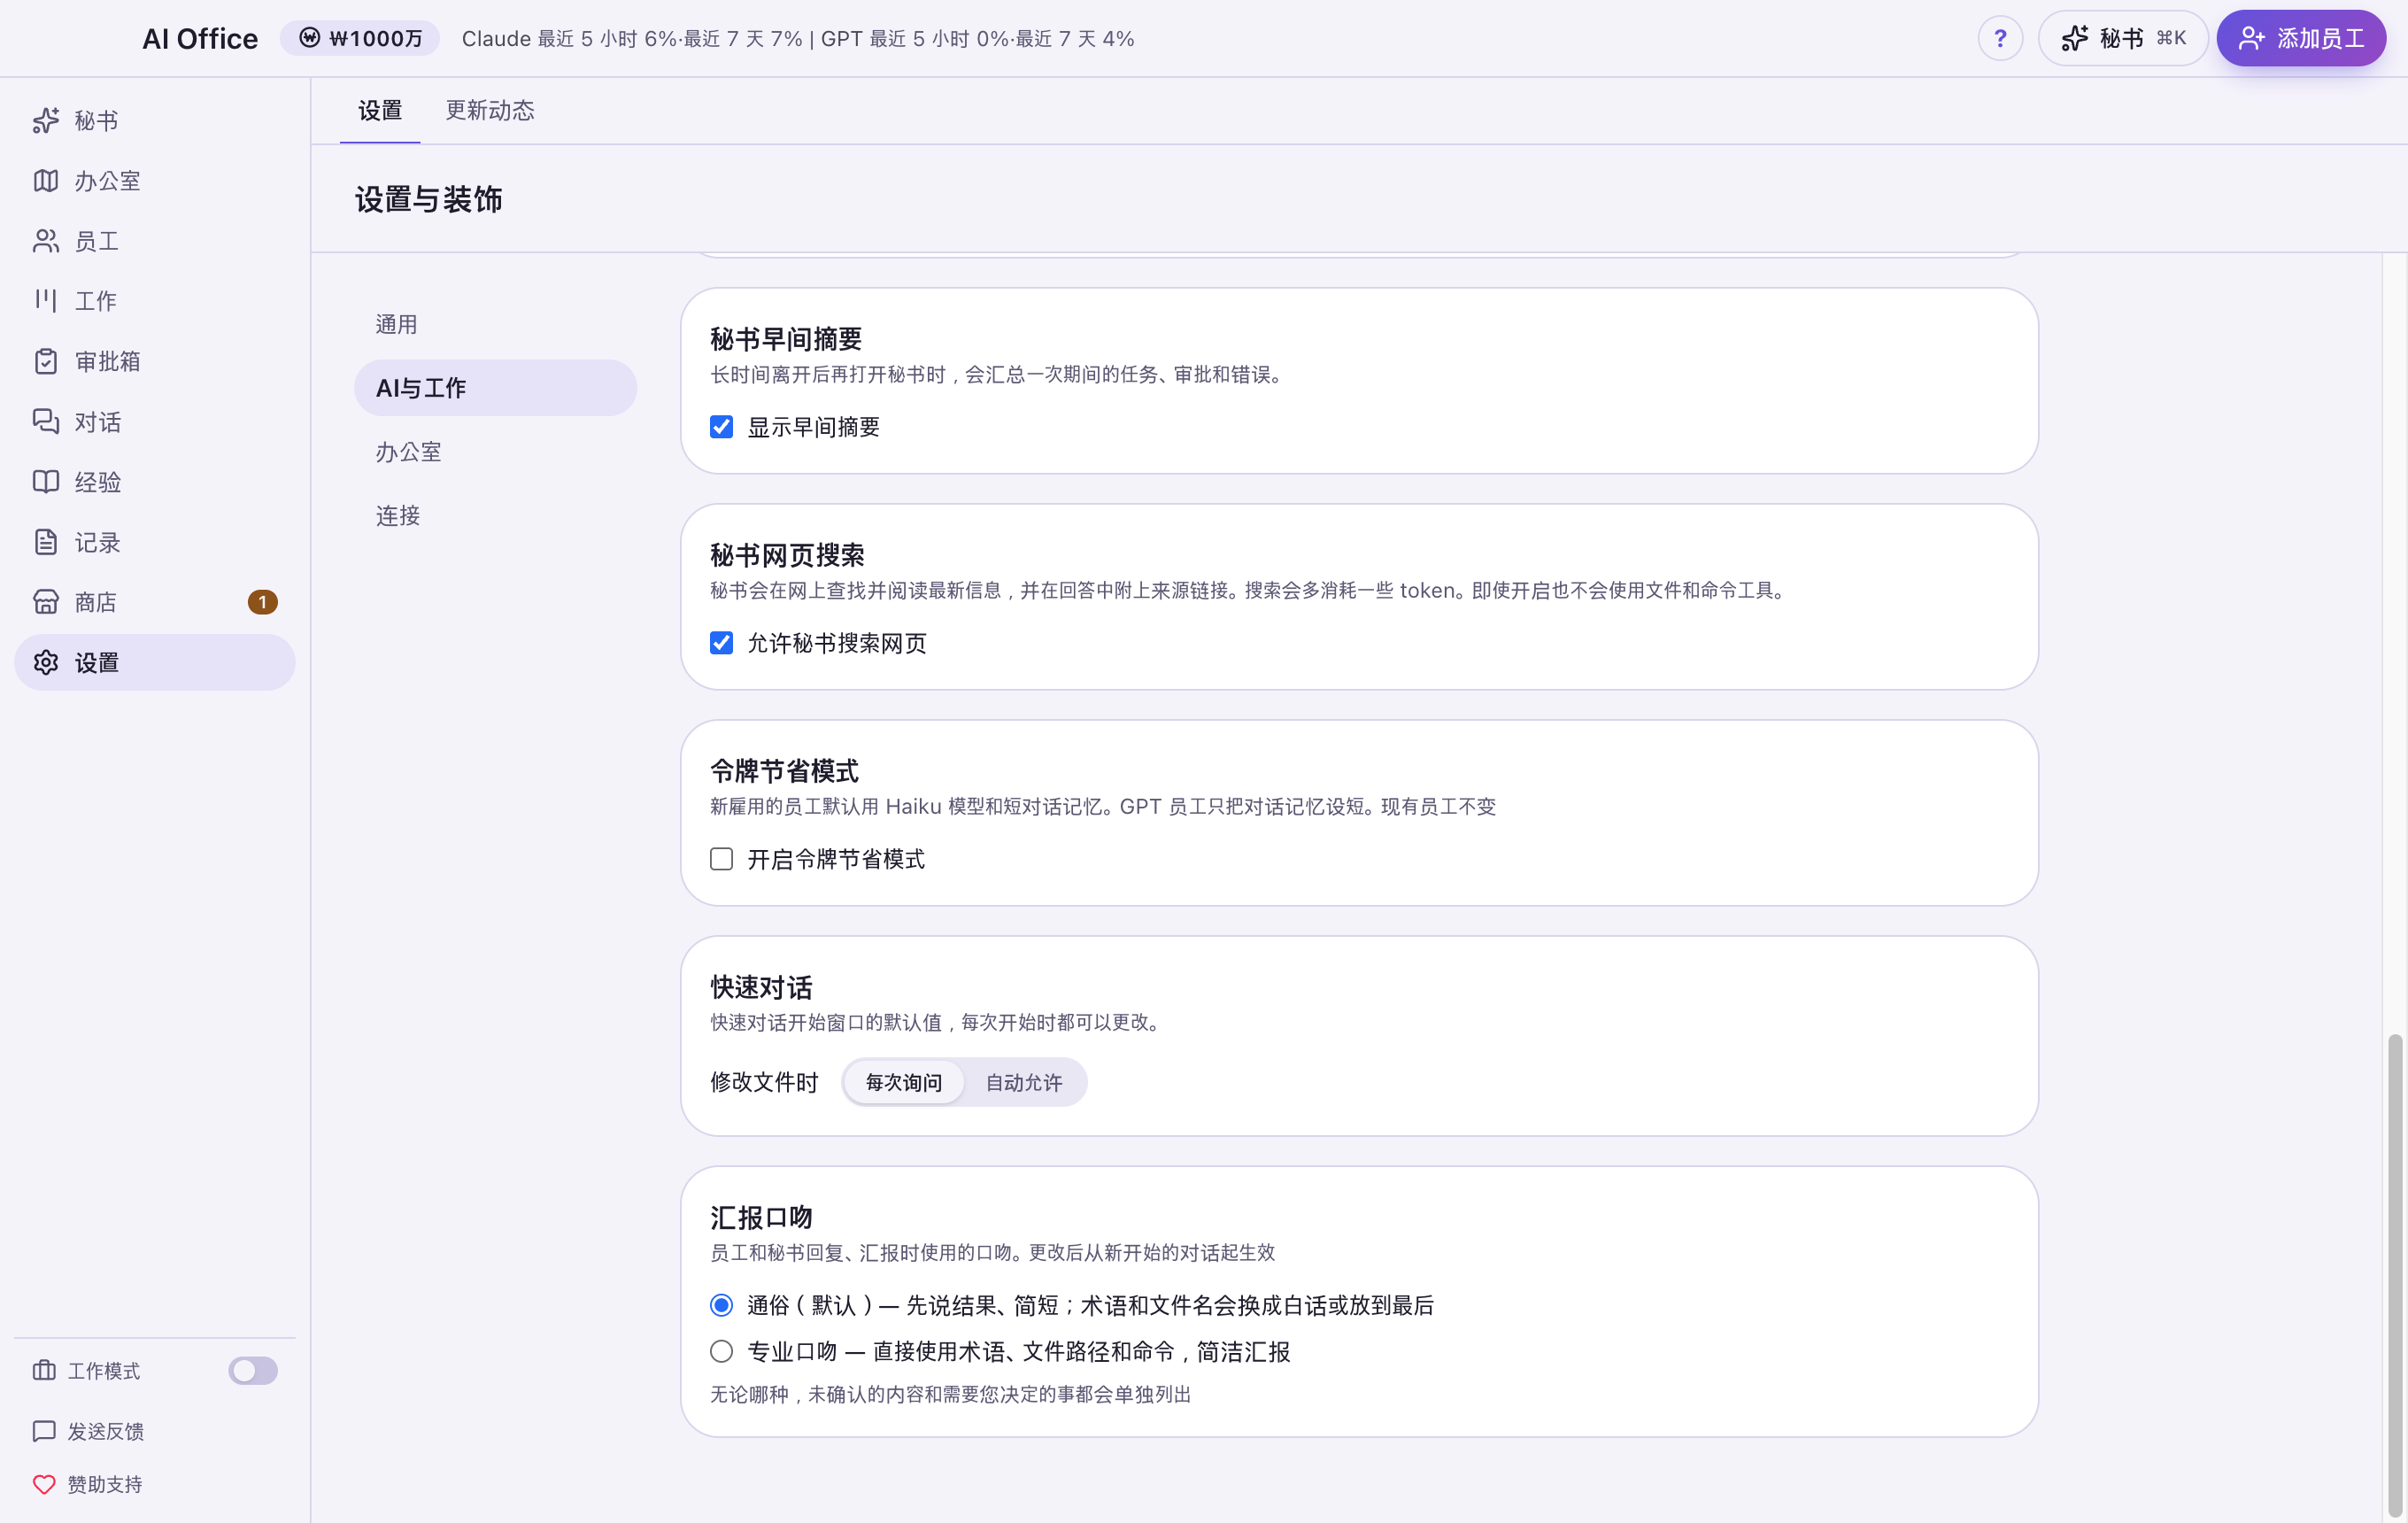 AI Office
₩1000万
Claude 最近 5 小时 6%·最近 7 天 7% | GPT 最近 5 小时 0%·最近 7 天 4%
?
秘书 ⌘K
添加员工
秘书
办公室
员工
工作
审批箱
对话
经验
记录
商店
1
设置
工作模式
发送反馈
赞助支持
设置
更新动态
设置与装饰
通用
AI与工作
办公室
连接
秘书早间摘要
长时间离开后再打开秘书时，会汇总一次期间的任务、审批和错误。
显示早间摘要
秘书网页搜索
秘书会在网上查找并阅读最新信息，并在回答中附上来源链接。搜索会多消耗一些 token。即使开启也不会使用文件和命令工具。
允许秘书搜索网页
令牌节省模式
新雇用的员工默认用 Haiku 模型和短对话记忆。GPT 员工只把对话记忆设短。现有员工不变
开启令牌节省模式
快速对话
快速对话开始窗口的默认值，每次开始时都可以更改。
修改文件时
每次询问
自动允许
汇报口吻
员工和秘书回复、汇报时使用的口吻。更改后从新开始的对话起生效
通俗（默认）— 先说结果、简短；术语和文件名会换成白话或放到最后
专业口吻 — 直接使用术语、文件路径和命令，简洁汇报
无论哪种，未确认的内容和需要您决定的事都会单独列出